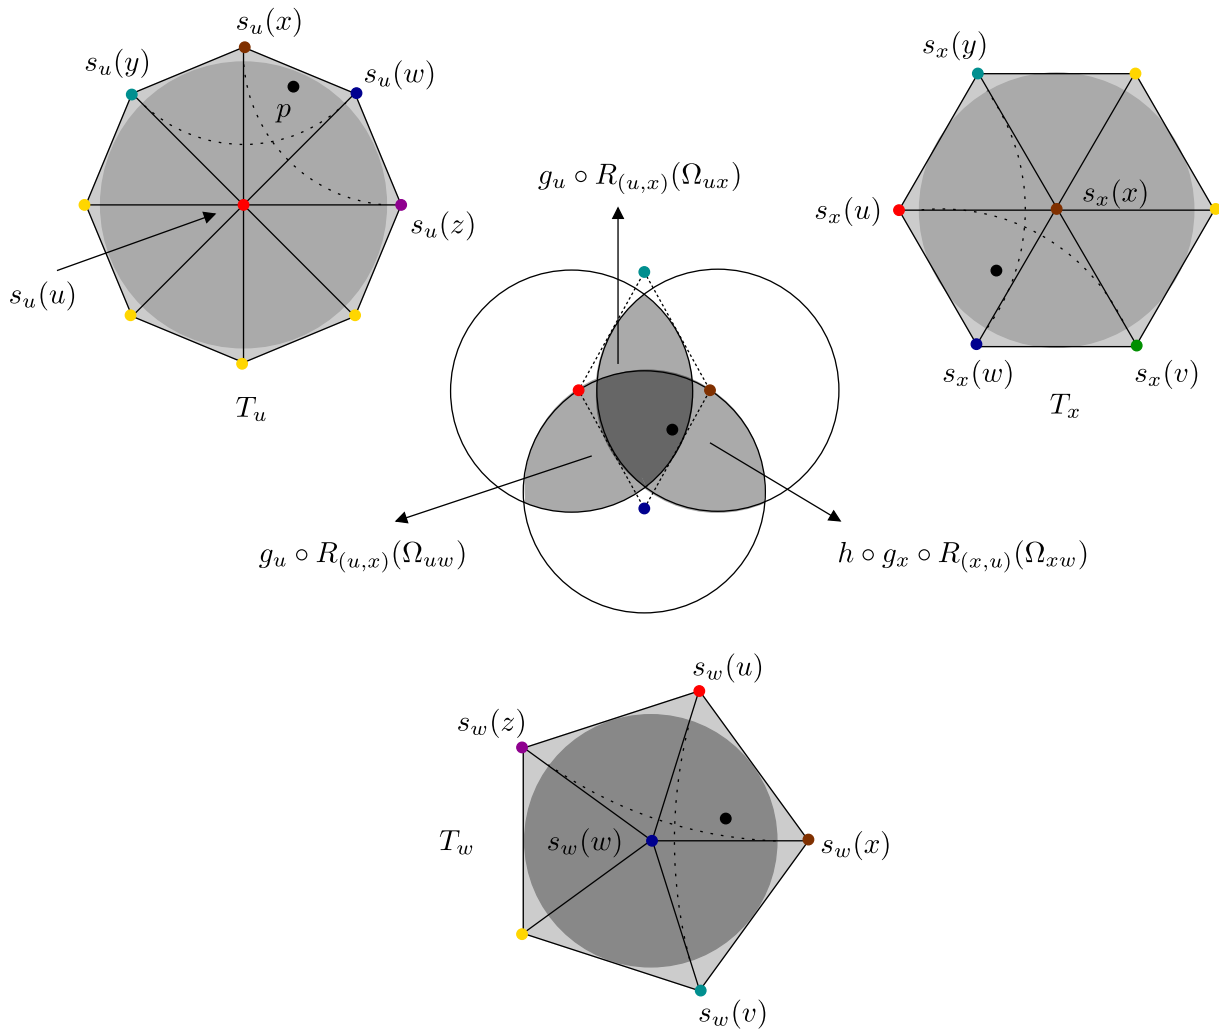 s_u(x)
s_u(y)
s_u(w)
p
s_u(z)
s_u(u)
T_u
s_x(y)
s_x(x)
s_x(u)
s_x(w)
s_x(v)
T_x
g_u ∘ R_(u,x)(Ω_ux)
g_u ∘ R_(u,x)(Ω_uw)
h ∘ g_x ∘ R_(x,u)(Ω_xw)
s_w(u)
s_w(z)
T_w
s_w(w)
s_w(x)
s_w(v)